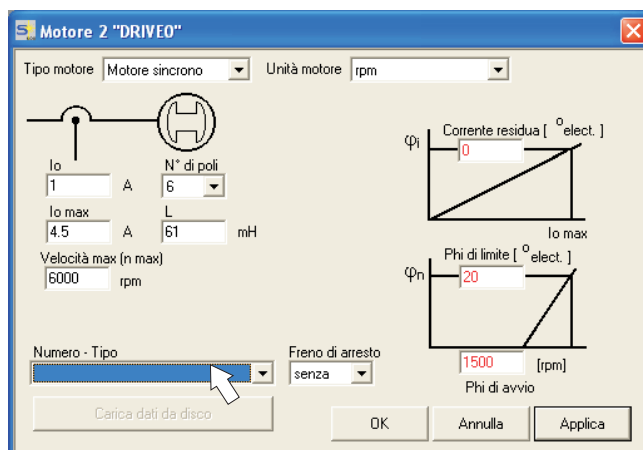 Motore 2 "DRIVE0"
Tipo motore Motore sincrono Unità motore rpm
Io N° di poli
1 A 6
Io max L
4.5 A 61 mH
Velocità max (n max)
6000 rpm
φi Corrente residua [ °elect. ]
0
Io max
Phi di limite [ °elect. ]
φn 20
1500 [rpm]
Phi di avvio
Numero - Tipo Freno di arresto
senza
Carica dati da disco
OK Annulla Applica